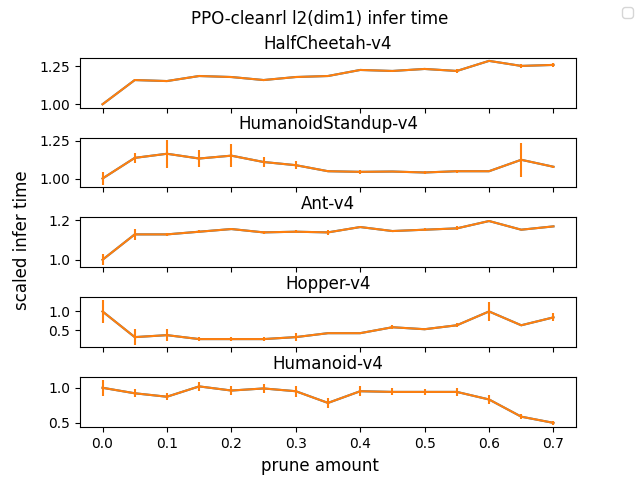 PPO-cleanrl l2(dim1) infer time
HalfCheetah-v4
1.25
1.00
HumanoidStandup-v4
1.25
1.00
Ant-v4
1.2
1.0
Hopper-v4
1.0
0.5
Humanoid-v4
1.0
0.5
0.0 0.1 0.2 0.3 0.4 0.5 0.6 0.7
prune amount
scaled infer time